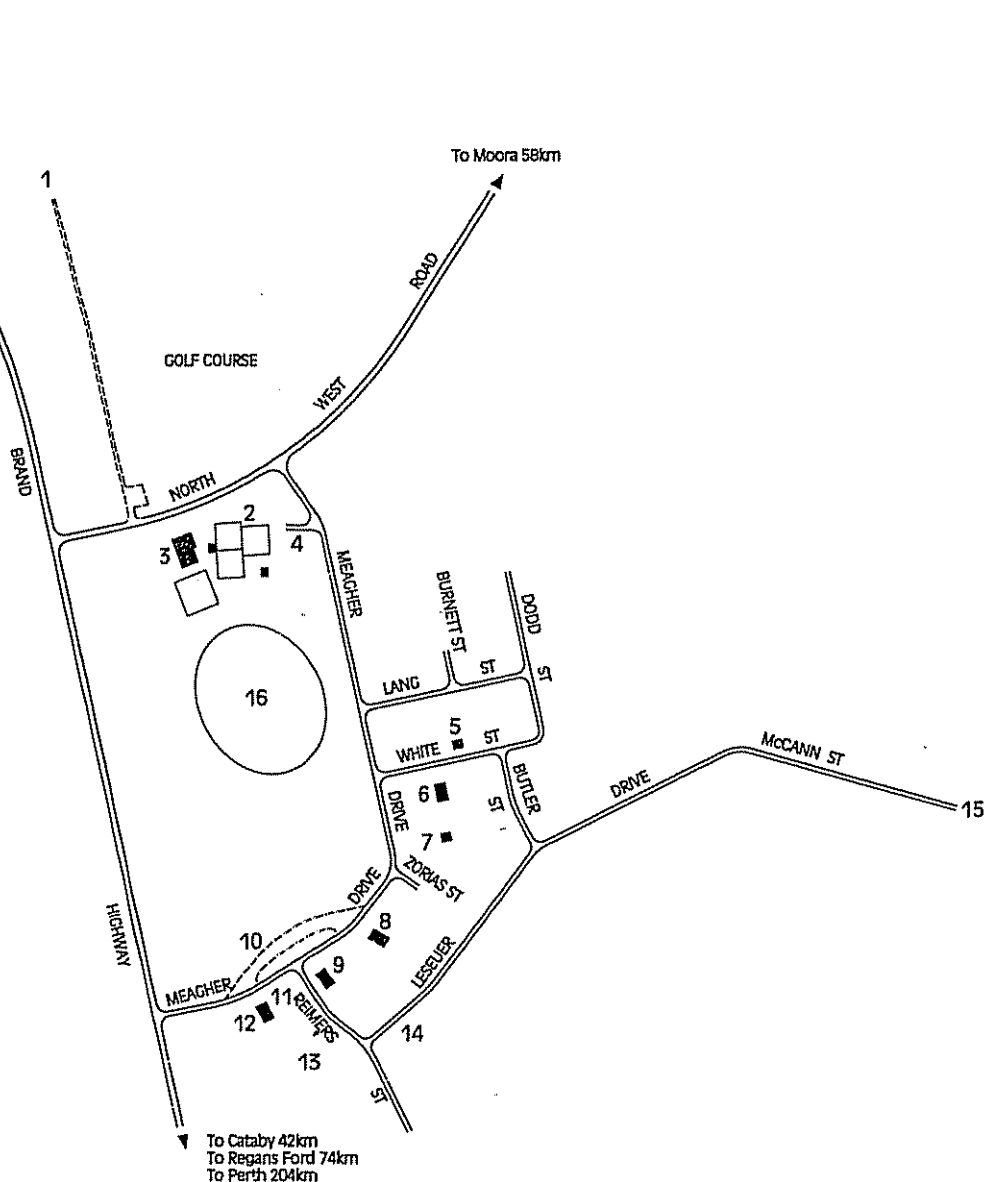 To Moora 58km
1
ROAD
GOLF COURSE
WEST
BRAND
NORTH
2
3
4
MEAGHER
BURNETT ST
DODD
ST
LANG
ST
16
5
WHITE
ST
McCANN ST
6
DRIVE
ST
BUTLER
DRIVE
15
7
ZORIAS ST
DRIVE
8
HIGHWAY
10
9
LESEUER
MEAGHER
11
REIMERS
12
14
13
ST
To Cataby 42km
To Regans Ford 74km
To Perth 204km